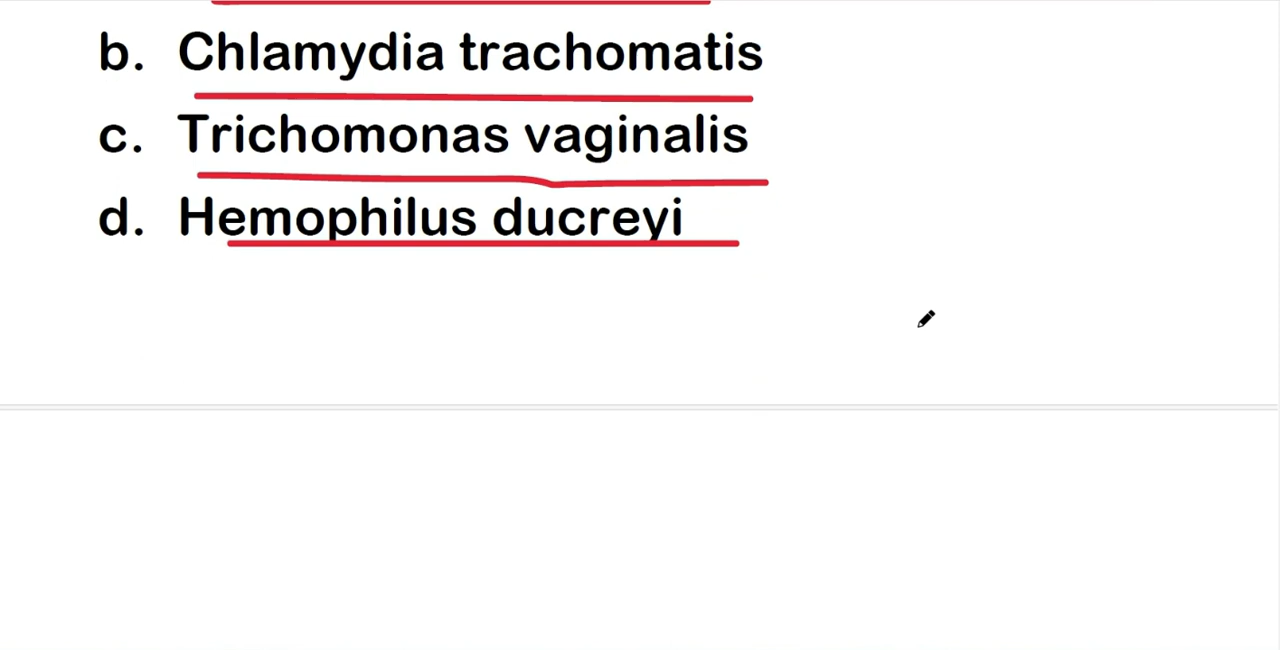 b. Chlamydia trachomatis
c. Trichomonas vaginalis
d. Hemophilus ducreyi